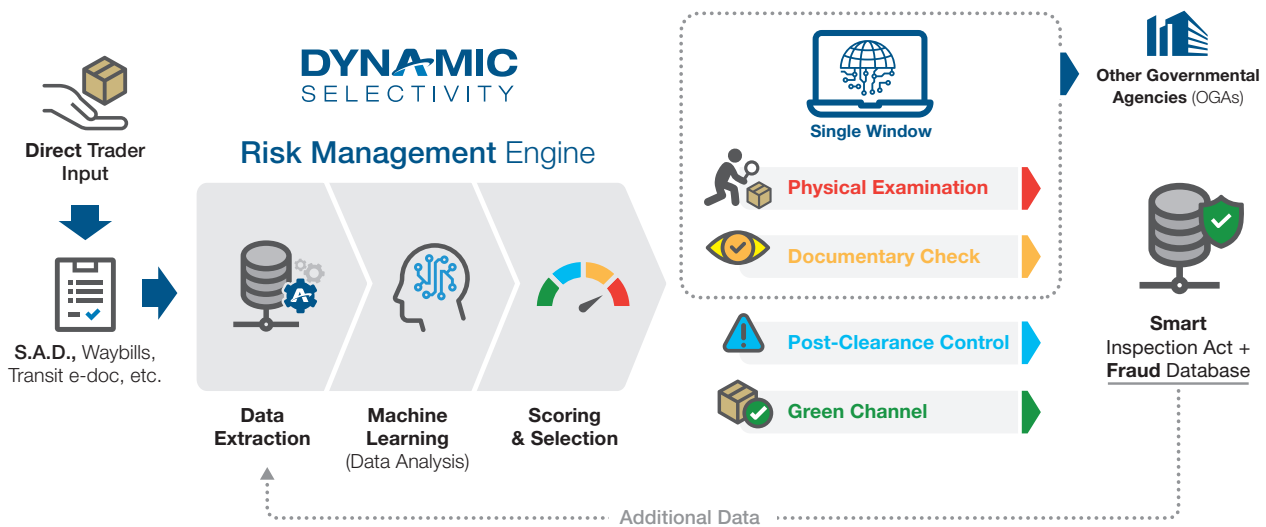 DYNAMIC
SELECTIVITY
Direct Trader
Input
S.A.D., Waybills,
Transit e-doc, etc.
Risk Management Engine
Data
Extraction
Machine
Learning
(Data Analysis)
Scoring
& Selection
Single Window
Physical Examination
Documentary Check
Post-Clearance Control
Green Channel
Other Governmental
Agencies (OGAs)
Smart
Inspection Act +
Fraud Database
Additional Data